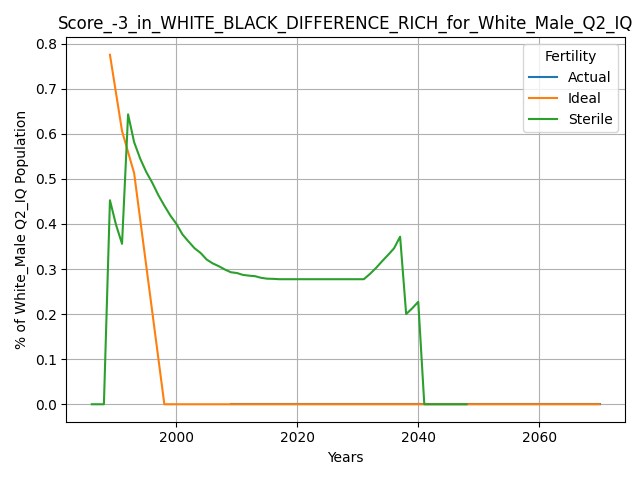 Score_-3_in_WHITE_BLACK_DIFFERENCE_RICH_for_White_Male_Q2_IQ
Fertility
Actual
Ideal
Sterile
% of White_Male Q2_IQ Population
0.8
0.7
0.6
0.5
0.4
0.3
0.2
0.1
0.0
2000 2020 2040 2060
Years